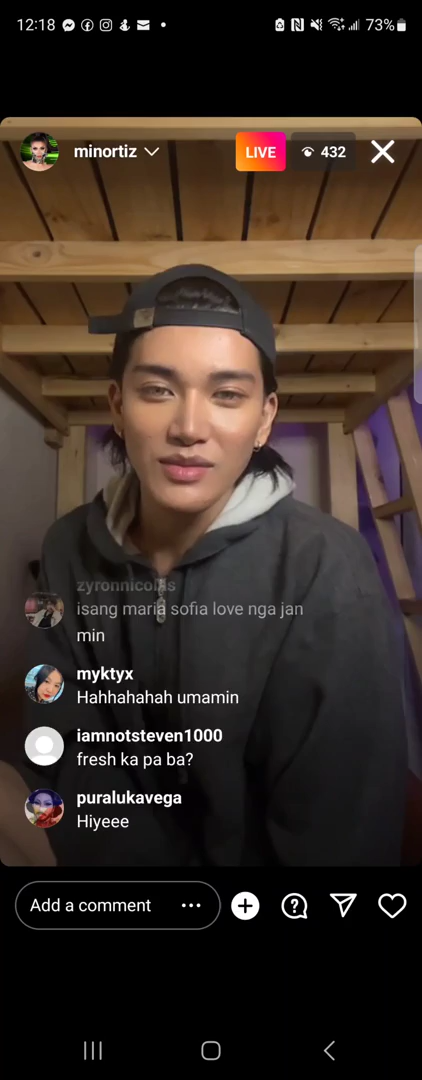 12:18
73%
minortiz
LIVE
432
zyronnicolas
isang maria sofia love nga jan
min
myktyx
Hahhahahah umamin
iamnotsteven1000
fresh ka pa ba?
puralukavega
Hiyeee
Add a comment